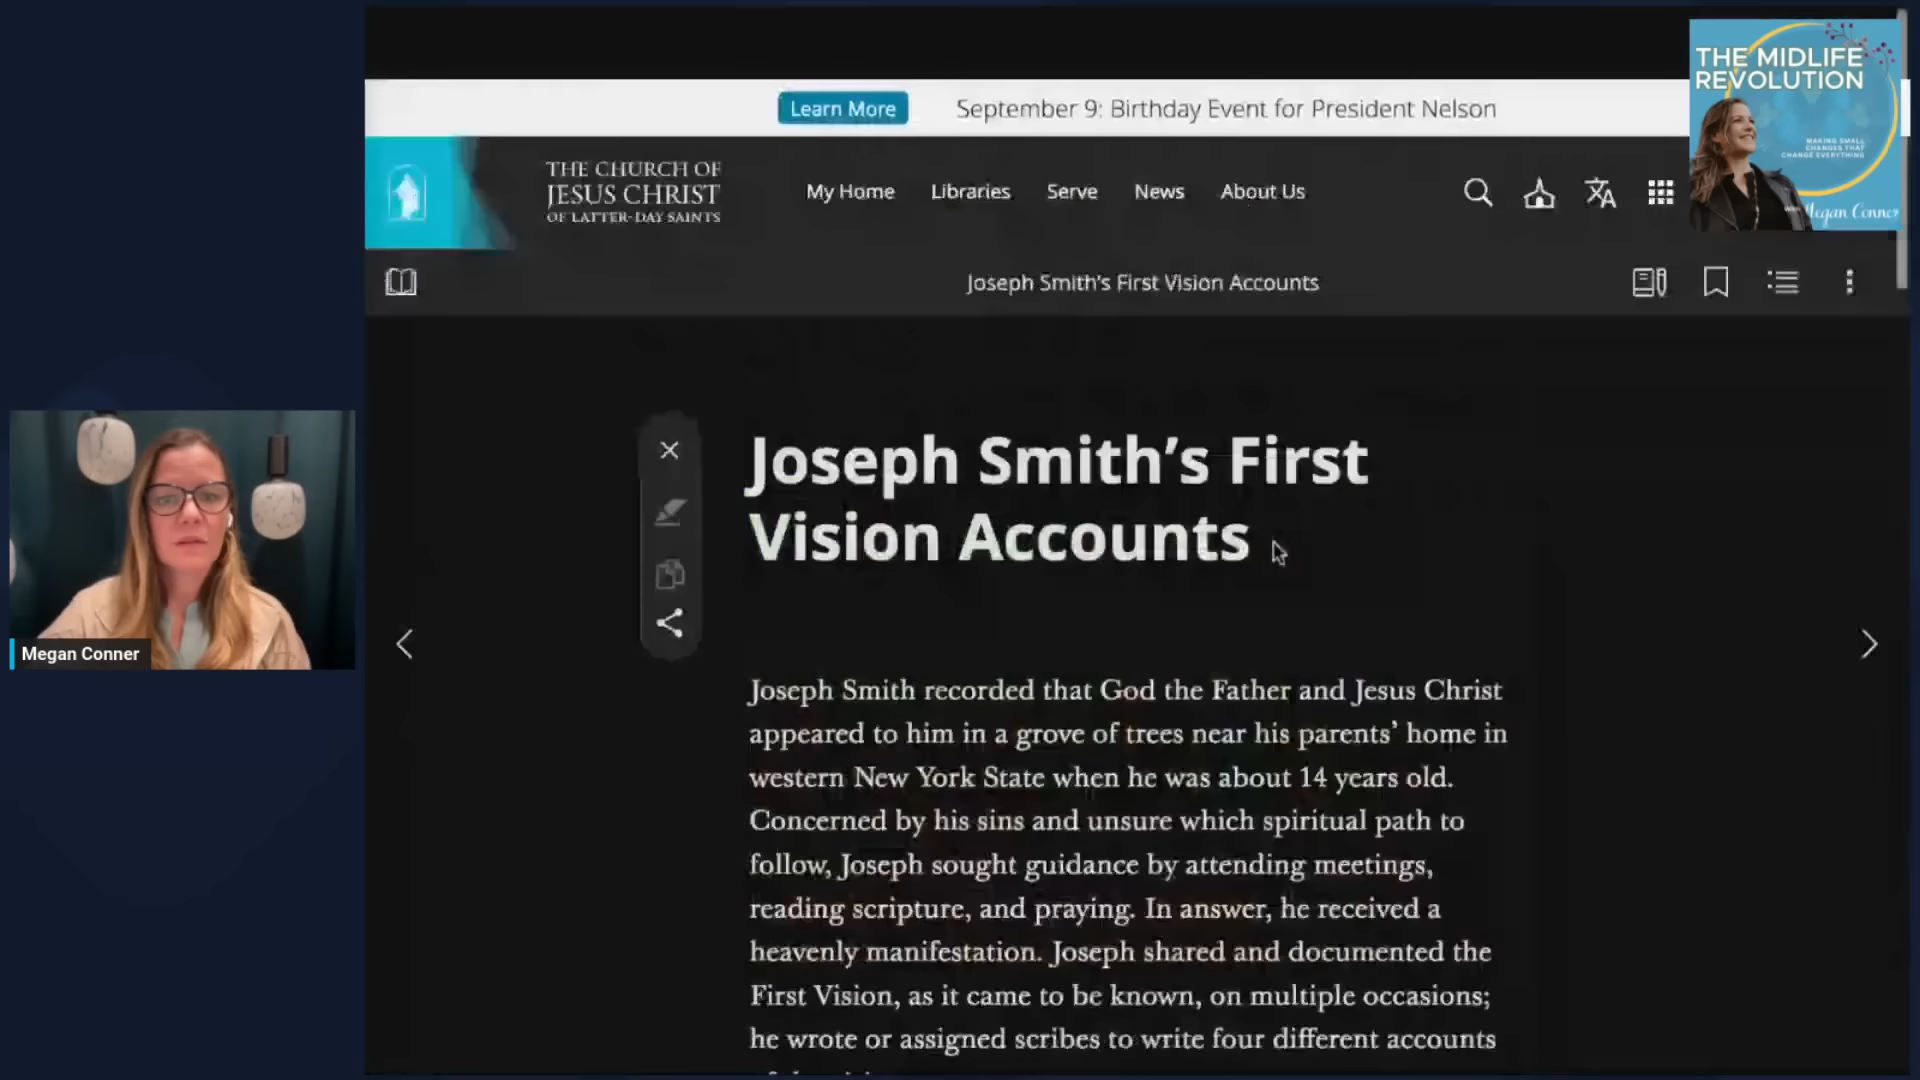 Learn More
September 9: Birthday Event for President Nelson
THE MIDLIFE
REVOLUTION
MAKING SMALL
CHANGES THAT
CHANGE EVERYTHING
Megan Conner
THE CHURCH OF
JESUS CHRIST
OF LATTER-DAY SAINTS
My Home
Libraries
Serve
News
About Us
Joseph Smith's First Vision Accounts
Joseph Smith’s First
Vision Accounts
Joseph Smith recorded that God the Father and Jesus Christ
appeared to him in a grove of trees near his parents’ home in
western New York State when he was about 14 years old.
Concerned by his sins and unsure which spiritual path to
follow, Joseph sought guidance by attending meetings,
reading scripture, and praying. In answer, he received a
heavenly manifestation. Joseph shared and documented the
First Vision, as it came to be known, on multiple occasions;
he wrote or assigned scribes to write four different accounts
Megan Conner